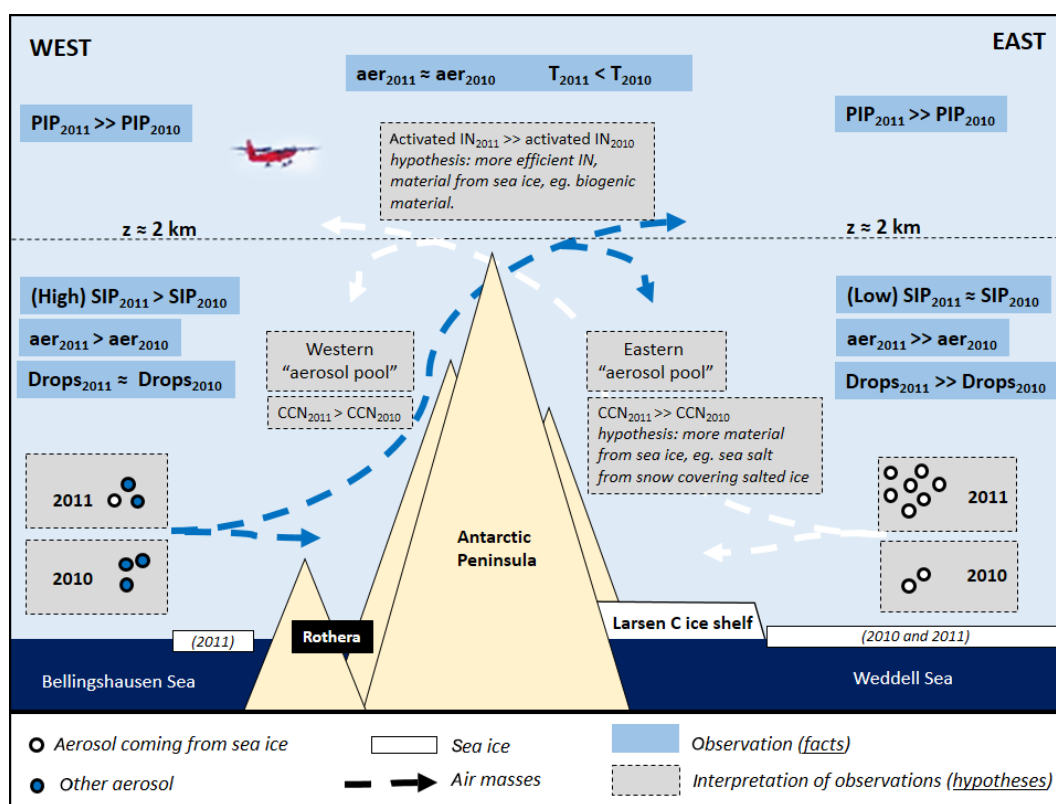 WEST
EAST
aer2011 ≈ aer2010 T2011 < T2010
PIP2011 >> PIP2010
PIP2011 >> PIP2010
Activated IN2011 >> activated IN2010
hypothesis: more efficient IN,
material from sea ice, eg. biogenic
material.
z ≈ 2 km
z ≈ 2 km
(High) SIP2011 > SIP2010
aer2011 > aer2010
Drops2011 ≈ Drops2010
(Low) SIP2011 ≈ SIP2010
aer2011 >> aer2010
Drops2011 >> Drops2010
Western
"aerosol pool"
CCN2011 > CCN2010
Eastern
"aerosol pool"
CCN2011 >> CCN2010
hypothesis: more material
from sea ice, eg. sea salt
from snow covering salted ice
2011
2010
2011
2010
Antarctic
Peninsula
Rothera
Larsen C ice shelf
(2011)
(2010 and 2011)
Bellingshausen Sea
Weddell Sea
Aerosol coming from sea ice
Other aerosol
Sea ice
Air masses
Observation (facts)
Interpretation of observations (hypotheses)